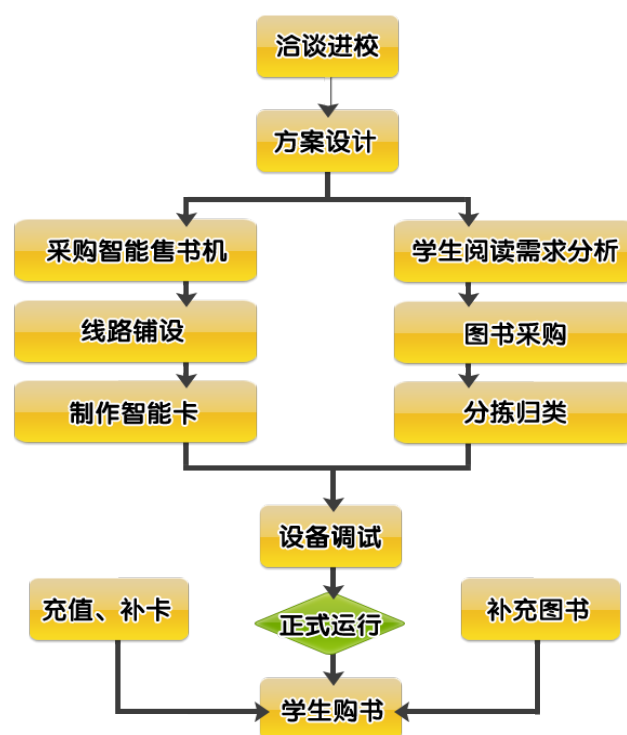 洽谈进校
方案设计
采购智能售书机
学生阅读需求分析
线路铺设
图书采购
制作智能卡
分拣归类
设备调试
充值、补卡
正式运行
补充图书
学生购书